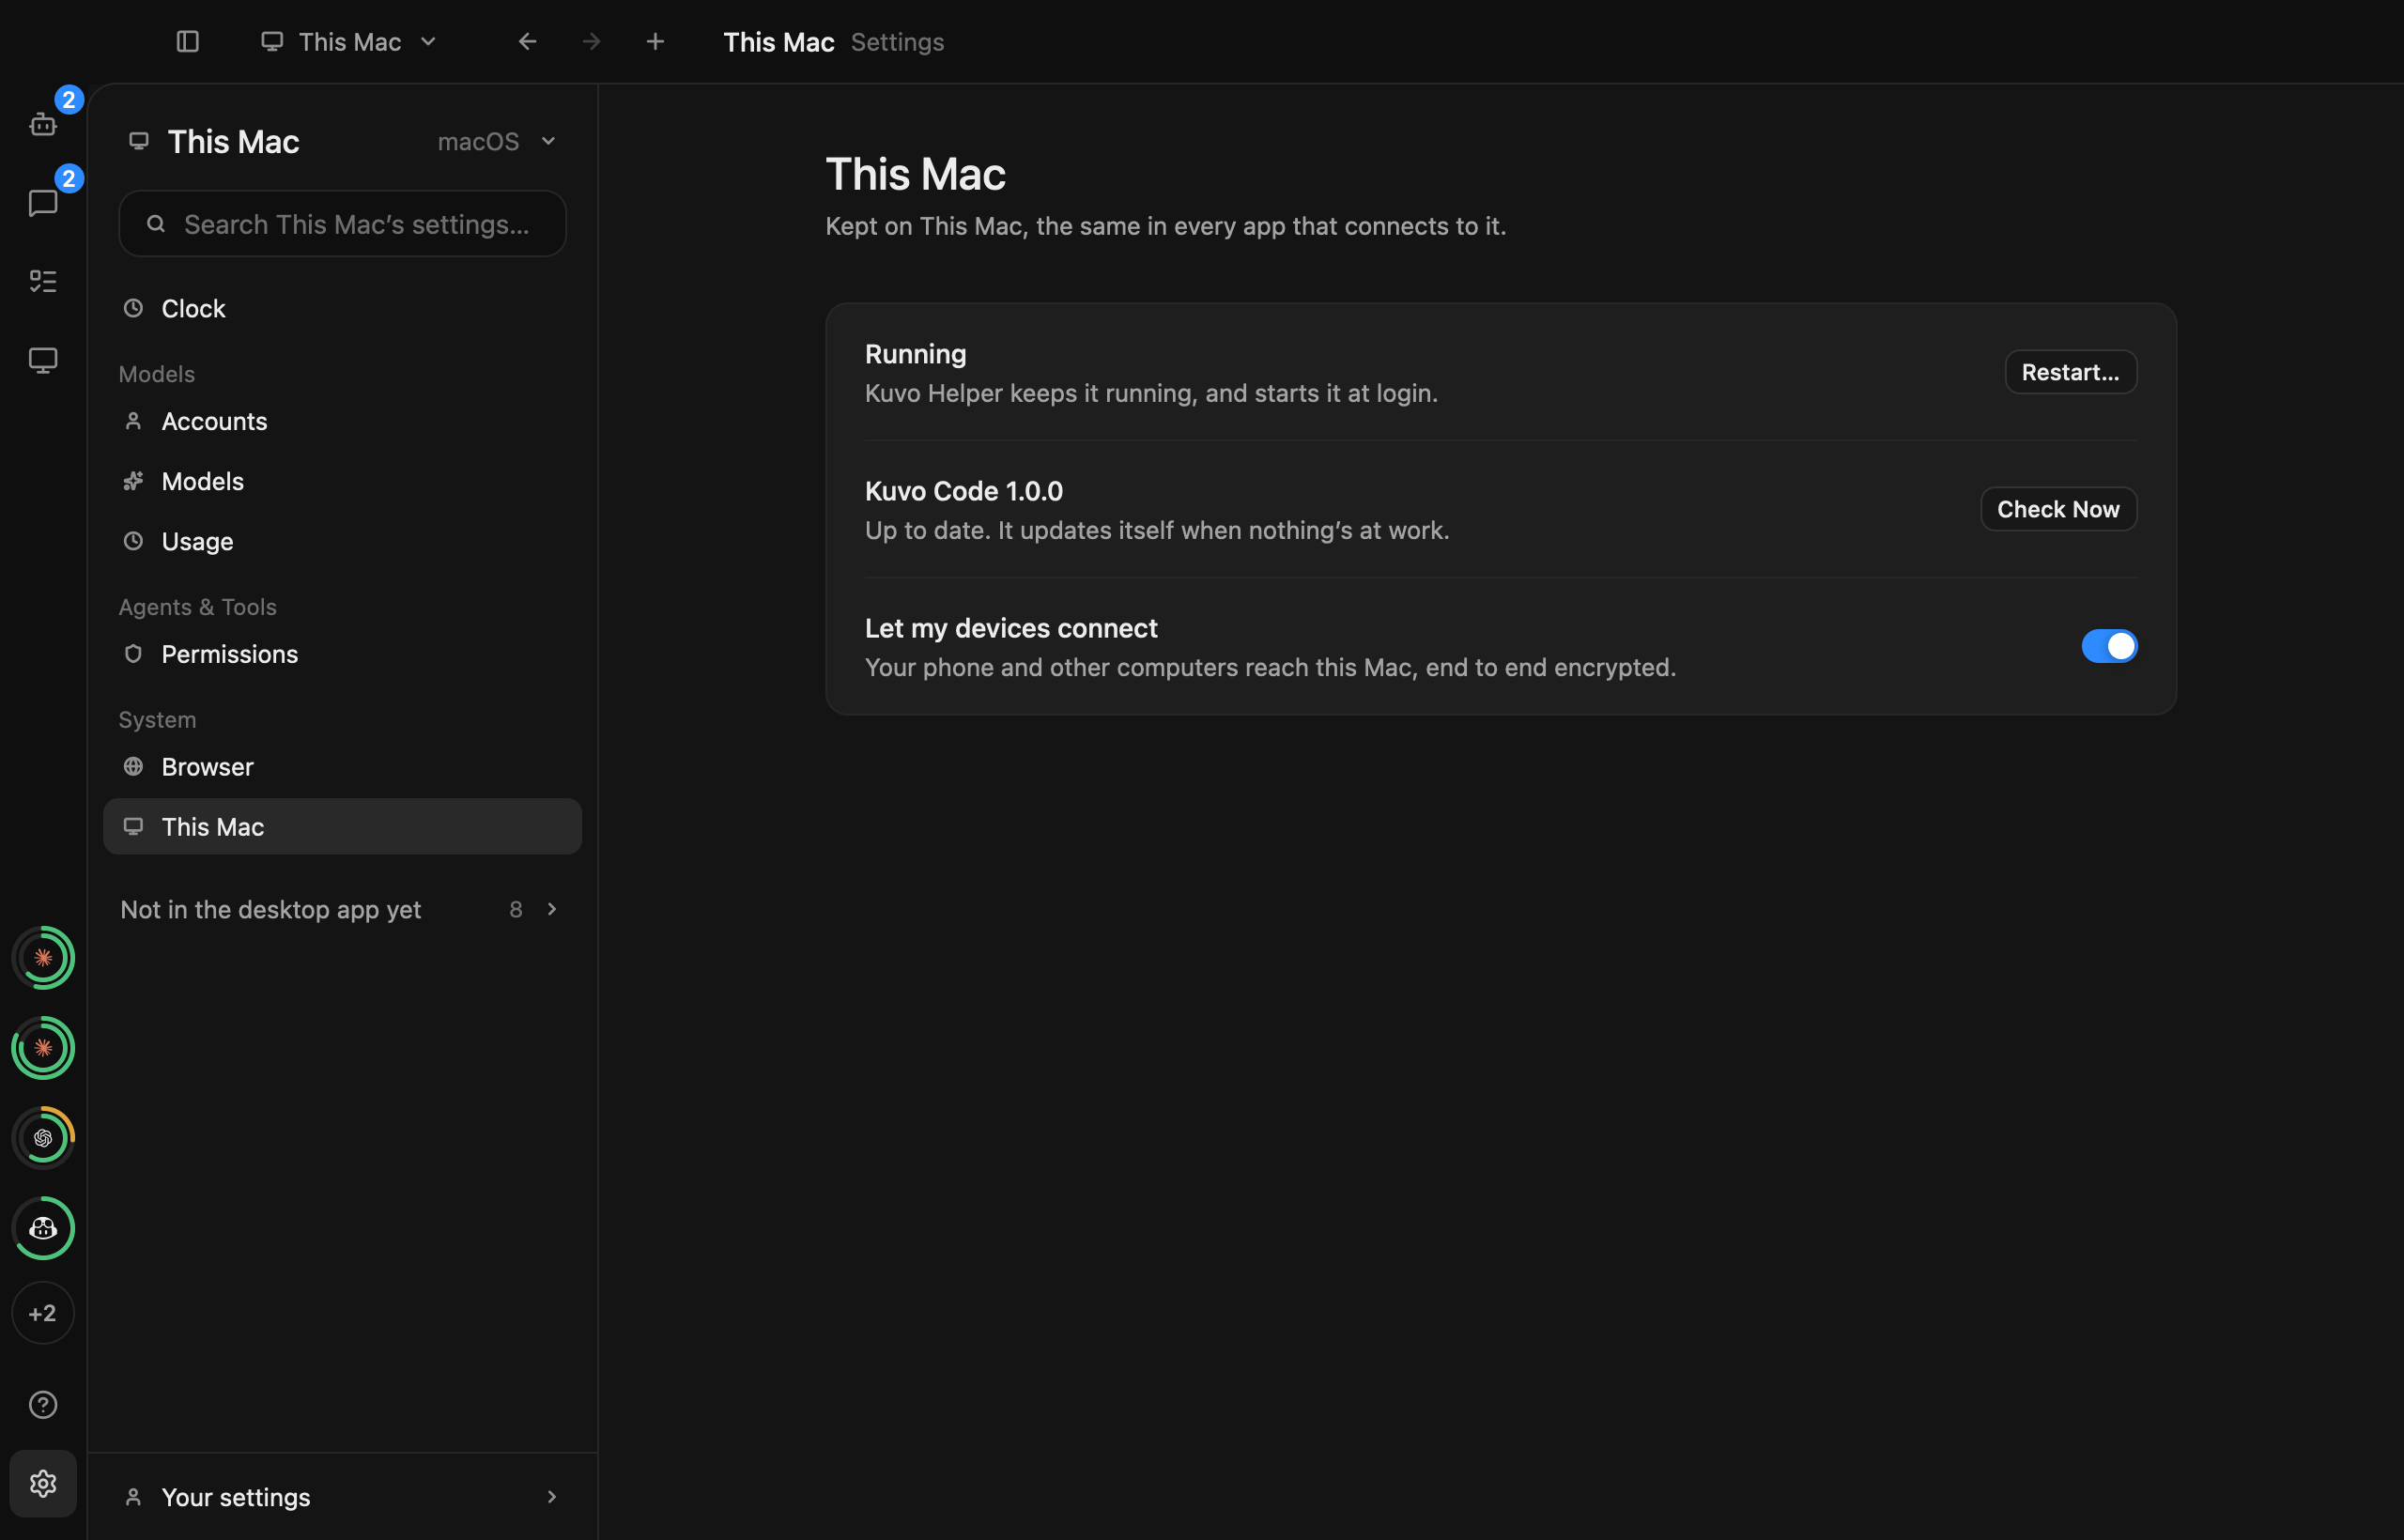 This Mac
This Mac Settings
2
2
This Mac macOS
Search This Mac’s settings...
Clock
Models
Accounts
Models
Usage
Agents & Tools
Permissions
System
Browser
This Mac
Not in the desktop app yet 8
+2
Your settings
This Mac
Kept on This Mac, the same in every app that connects to it.
Running
Kuvo Helper keeps it running, and starts it at login.
Restart...
Kuvo Code 1.0.0
Up to date. It updates itself when nothing’s at work.
Check Now
Let my devices connect
Your phone and other computers reach this Mac, end to end encrypted.